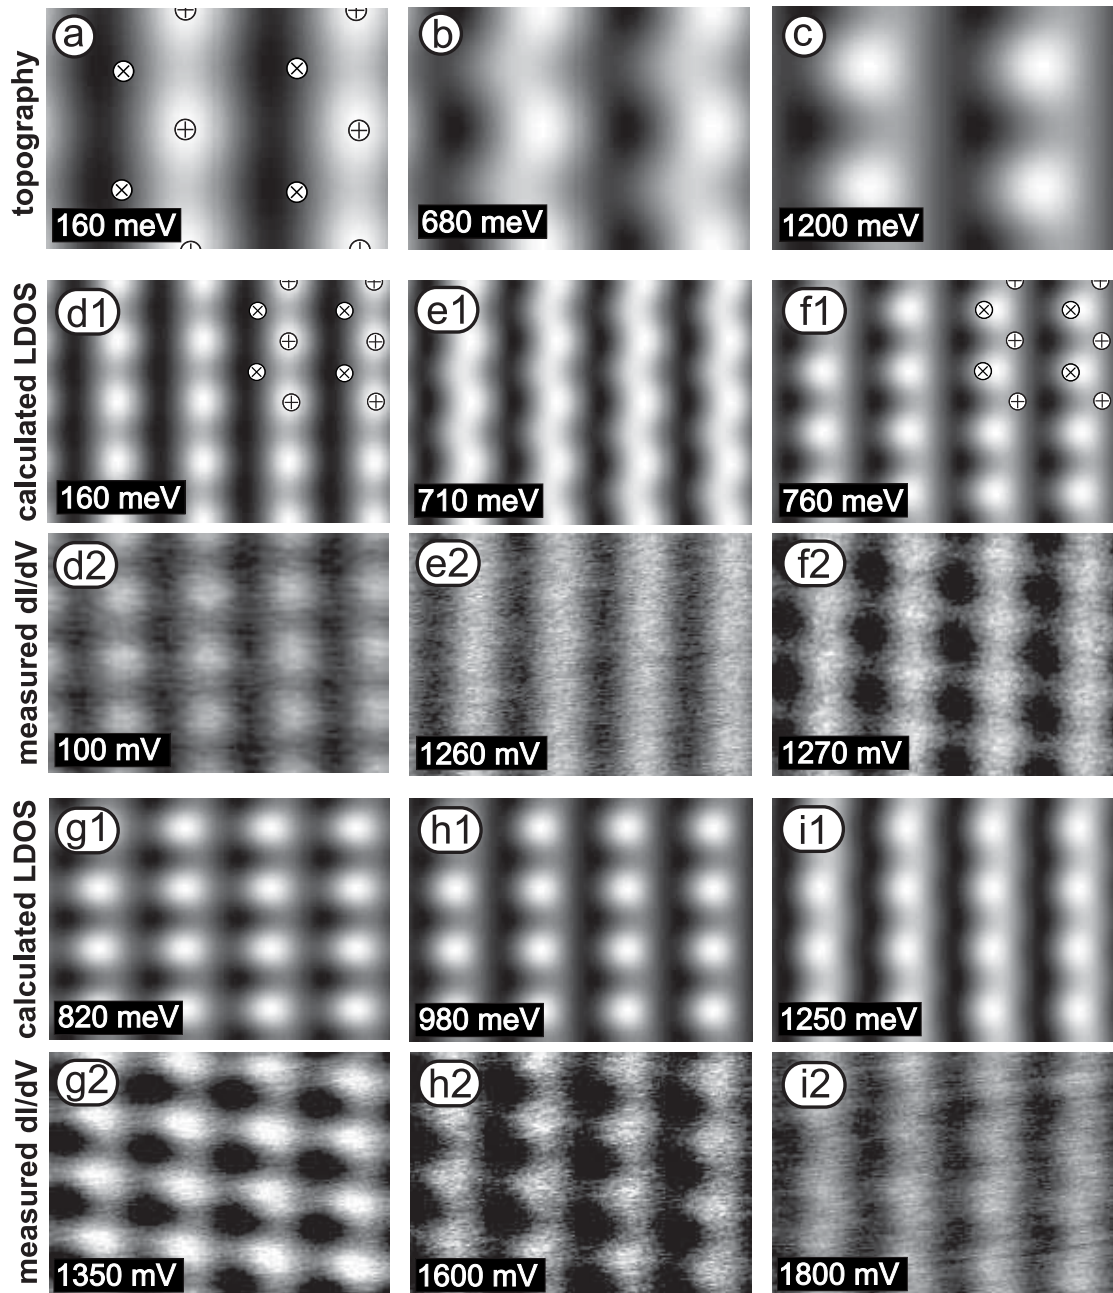 topography
a
160 meV
b
680 meV
c
1200 meV
calculated LDOS
d1
160 meV
e1
710 meV
f1
760 meV
measured dI/dV
d2
100 mV
e2
1260 mV
f2
1270 mV
calculated LDOS
g1
820 meV
h1
980 meV
i1
1250 meV
measured dI/dV
g2
1350 mV
h2
1600 mV
i2
1800 mV